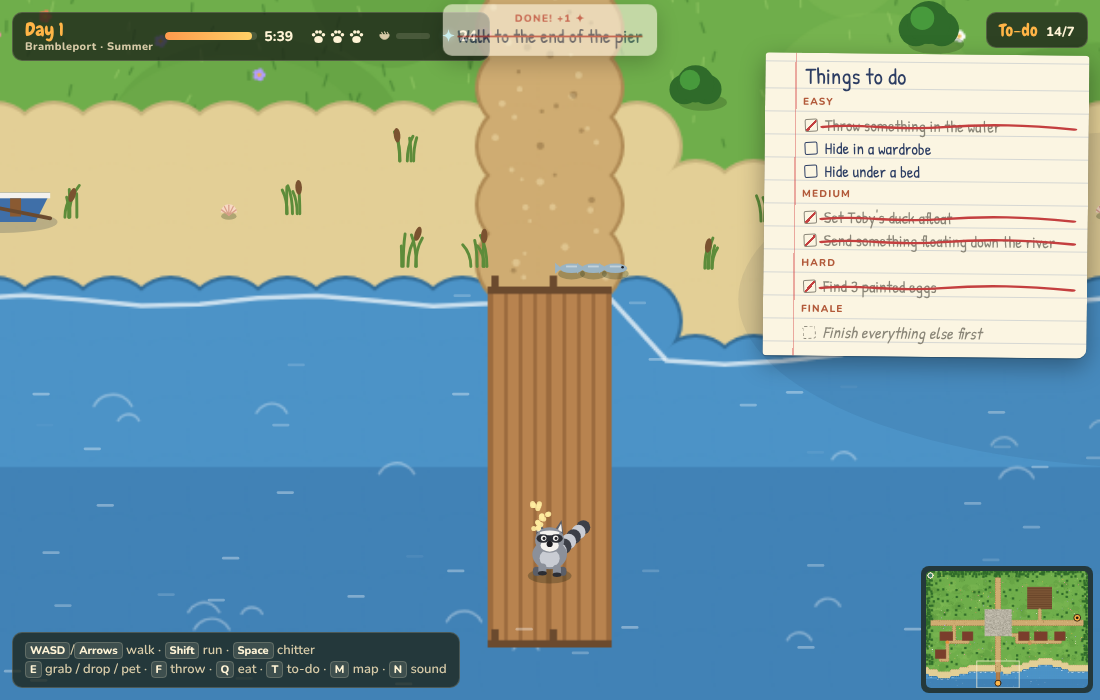 Day 1
Brambleport · Summer
5:39
DONE! +1 ✦
Walk to the end of the pier
To-do 14/7
Things to do
EASY
Throw something in the water
Hide in a wardrobe
Hide under a bed
MEDIUM
Set Toby's duck afloat
Send something floating down the river
HARD
Find 3 painted eggs
FINALE
Finish everything else first
WASD/Arrows walk · Shift run · Space chitter
E grab / drop / pet · F throw · Q eat · T to-do · M map · N sound